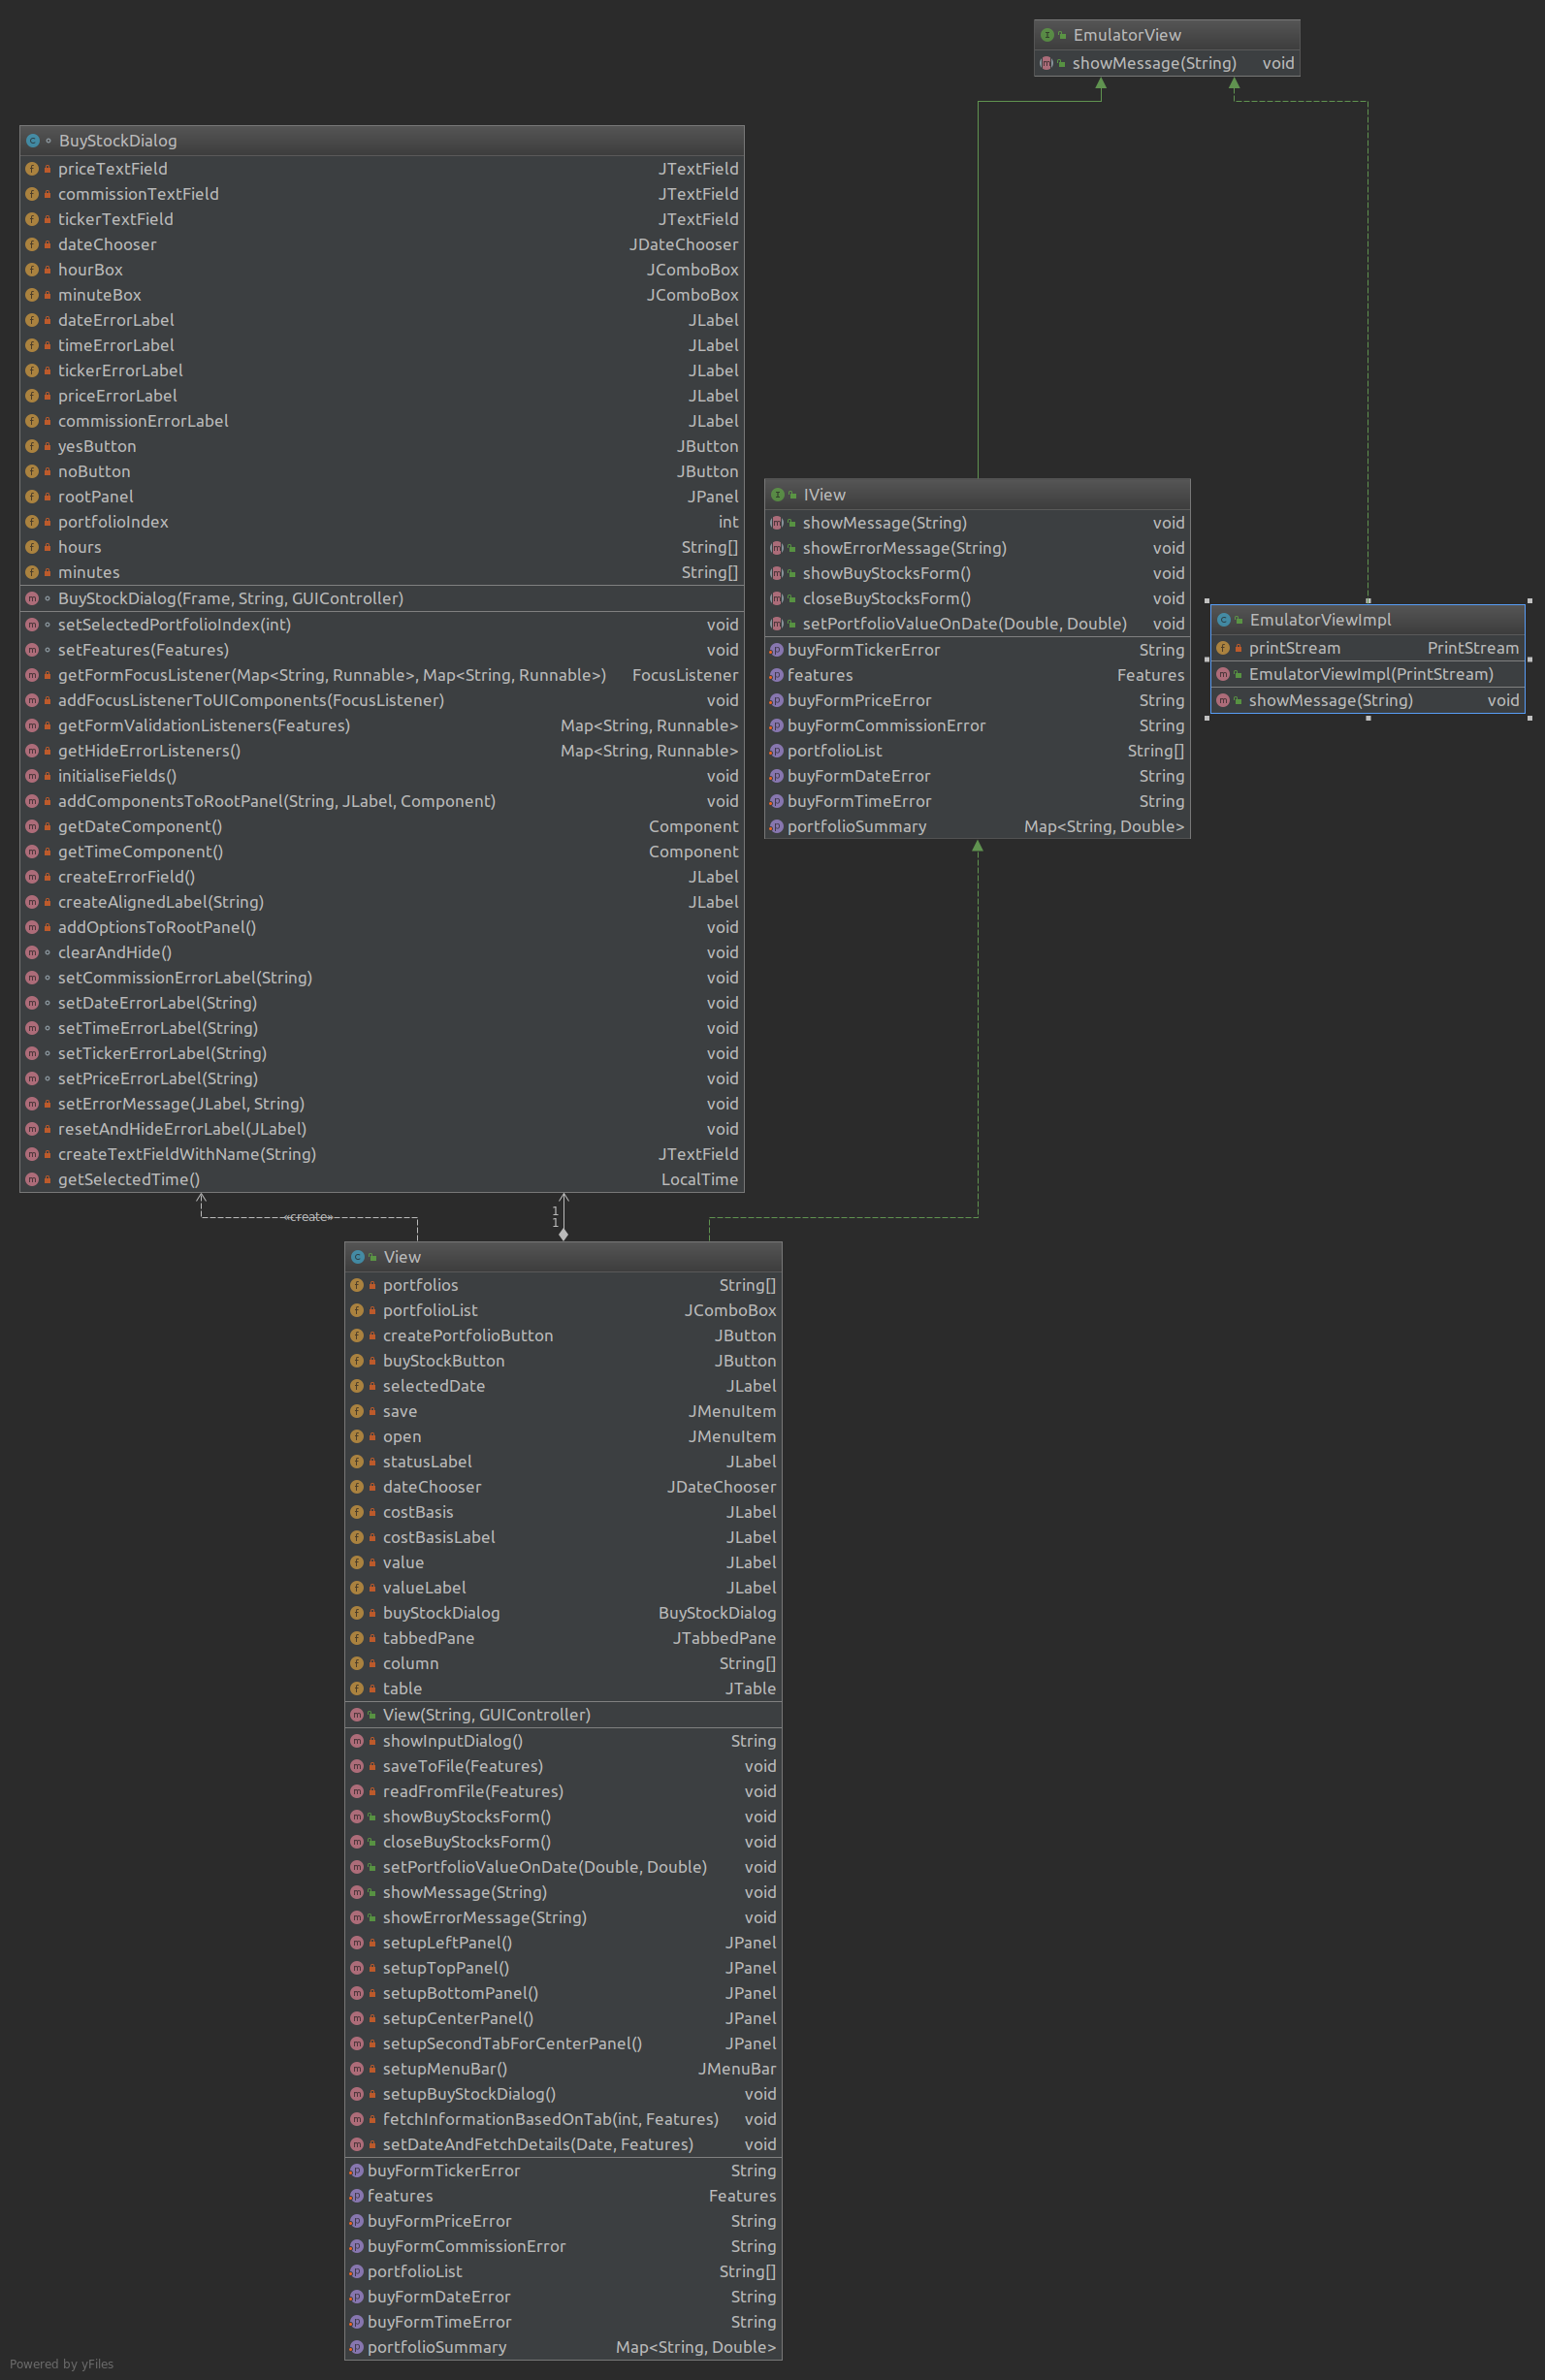 EmulatorView
showMessage(String) void
BuyStockDialog
priceTextField JTextField
commissionTextField JTextField
tickerTextField JTextField
dateChooser JDateChooser
hourBox JComboBox
minuteBox JComboBox
dateErrorLabel JLabel
timeErrorLabel JLabel
tickerErrorLabel JLabel
priceErrorLabel JLabel
commissionErrorLabel JLabel
yesButton JButton
noButton JButton
rootPanel JPanel
portfolioIndex int
hours String[]
minutes String[]
BuyStockDialog(Frame, String, GUIController)
setSelectedPortfolioIndex(int) void
setFeatures(Features) void
getFormFocusListener(Map<String, Runnable>, Map<String, Runnable>) FocusListener
addFocusListenerToUIComponents(FocusListener) void
getFormValidationListeners(Features) Map<String, Runnable>
getHideErrorListeners() Map<String, Runnable>
initialiseFields() void
addComponentsToRootPanel(String, JLabel, Component) void
getDateComponent() Component
getTimeComponent() Component
createErrorField() JLabel
createAlignedLabel(String) JLabel
addOptionsToRootPanel() void
clearAndHide() void
setCommissionErrorLabel(String) void
setDateErrorLabel(String) void
setTimeErrorLabel(String) void
setTickerErrorLabel(String) void
setPriceErrorLabel(String) void
setErrorMessage(JLabel, String) void
resetAndHideErrorLabel(JLabel) void
createTextFieldWithName(String) JTextField
getSelectedTime() LocalTime
IView
showMessage(String) void
showErrorMessage(String) void
showBuyStocksForm() void
closeBuyStocksForm() void
setPortfolioValueOnDate(Double, Double) void
buyFormTickerError String
features Features
buyFormPriceError String
buyFormCommissionError String
portfolioList String[]
buyFormDateError String
buyFormTimeError String
portfolioSummary Map<String, Double>
EmulatorViewImpl
printStream PrintStream
EmulatorViewImpl(PrintStream)
showMessage(String) void
«create»
1
1
View
portfolios String[]
portfolioList JComboBox
createPortfolioButton JButton
buyStockButton JButton
selectedDate JLabel
save JMenuItem
open JMenuItem
statusLabel JLabel
dateChooser JDateChooser
costBasis JLabel
costBasisLabel JLabel
value JLabel
valueLabel JLabel
buyStockDialog BuyStockDialog
tabbedPane JTabbedPane
column String[]
table JTable
View(String, GUIController)
showInputDialog() String
saveToFile(Features) void
readFromFile(Features) void
showBuyStocksForm() void
closeBuyStocksForm() void
setPortfolioValueOnDate(Double, Double) void
showMessage(String) void
showErrorMessage(String) void
setupLeftPanel() JPanel
setupTopPanel() JPanel
setupBottomPanel() JPanel
setupCenterPanel() JPanel
setupSecondTabForCenterPanel() JPanel
setupMenuBar() JMenuBar
setupBuyStockDialog() void
fetchInformationBasedOnTab(int, Features) void
setDateAndFetchDetails(Date, Features) void
buyFormTickerError String
features Features
buyFormPriceError String
buyFormCommissionError String
portfolioList String[]
buyFormDateError String
buyFormTimeError String
portfolioSummary Map<String, Double>
Powered by yFiles